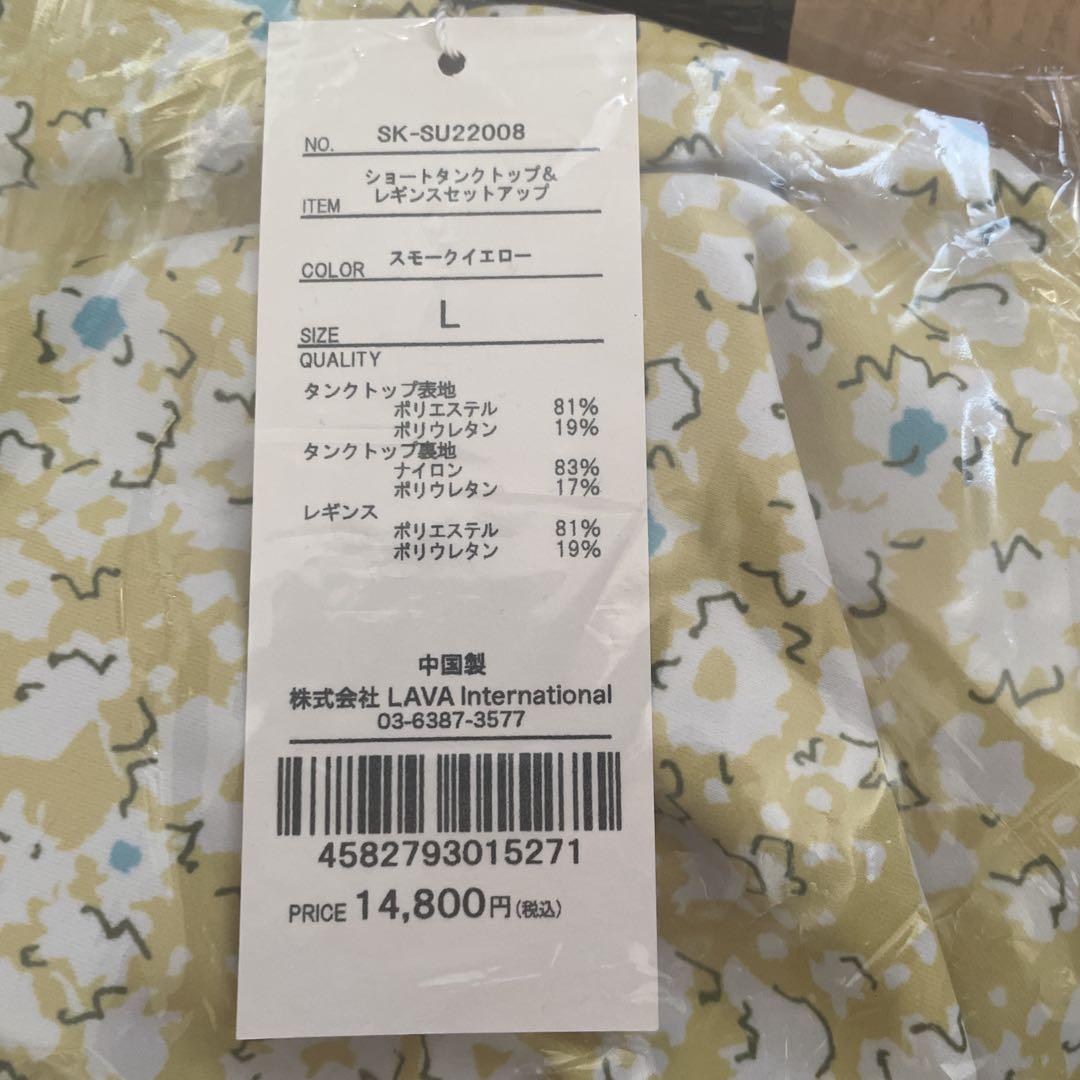 NO. SK-SU22008
ショートタンクトップ&
ITEM レギンスセットアップ
COLOR スモークイエロー
SIZE L
QUALITY
タンクトップ表地
ポリエステル 81%
ポリウレタン 19%
タンクトップ裏地
ナイロン 83%
ポリウレタン 17%
レギンス
ポリエステル 81%
ポリウレタン 19%
中国製
株式会社 LAVA International
03-6387-3577
4582793015271
PRICE 14,800円(税込)